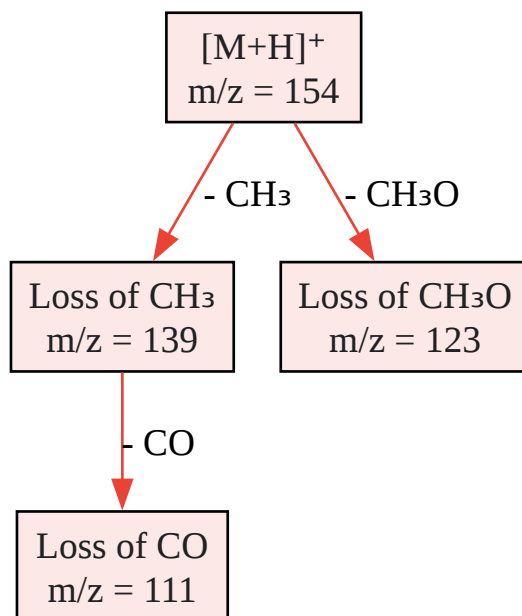 [M+H]⁺
m/z = 154
- CH₃
- CH₃O
Loss of CH₃
m/z = 139
Loss of CH₃O
m/z = 123
- CO
Loss of CO
m/z = 111